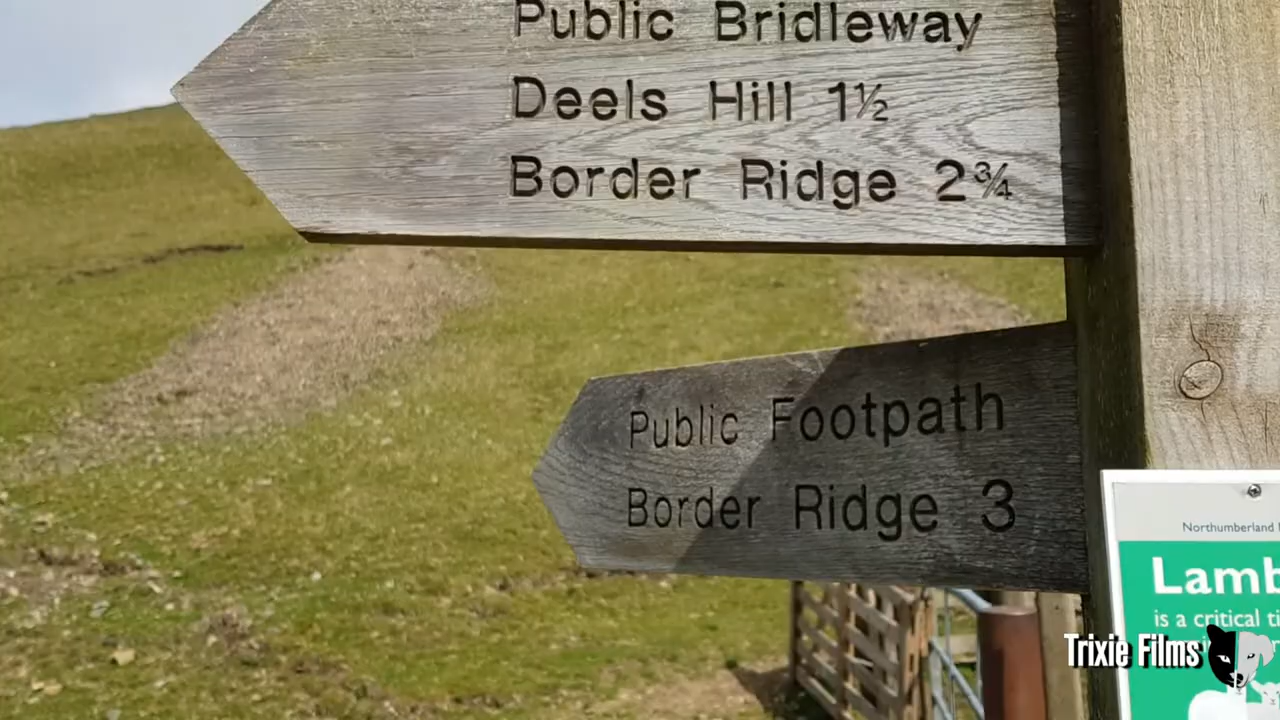 Public Bridleway
Deels Hill 1½
Border Ridge 2¾
Public Footpath
Border Ridge 3
Northumberland
Lamb
is a critical
Trixie Films